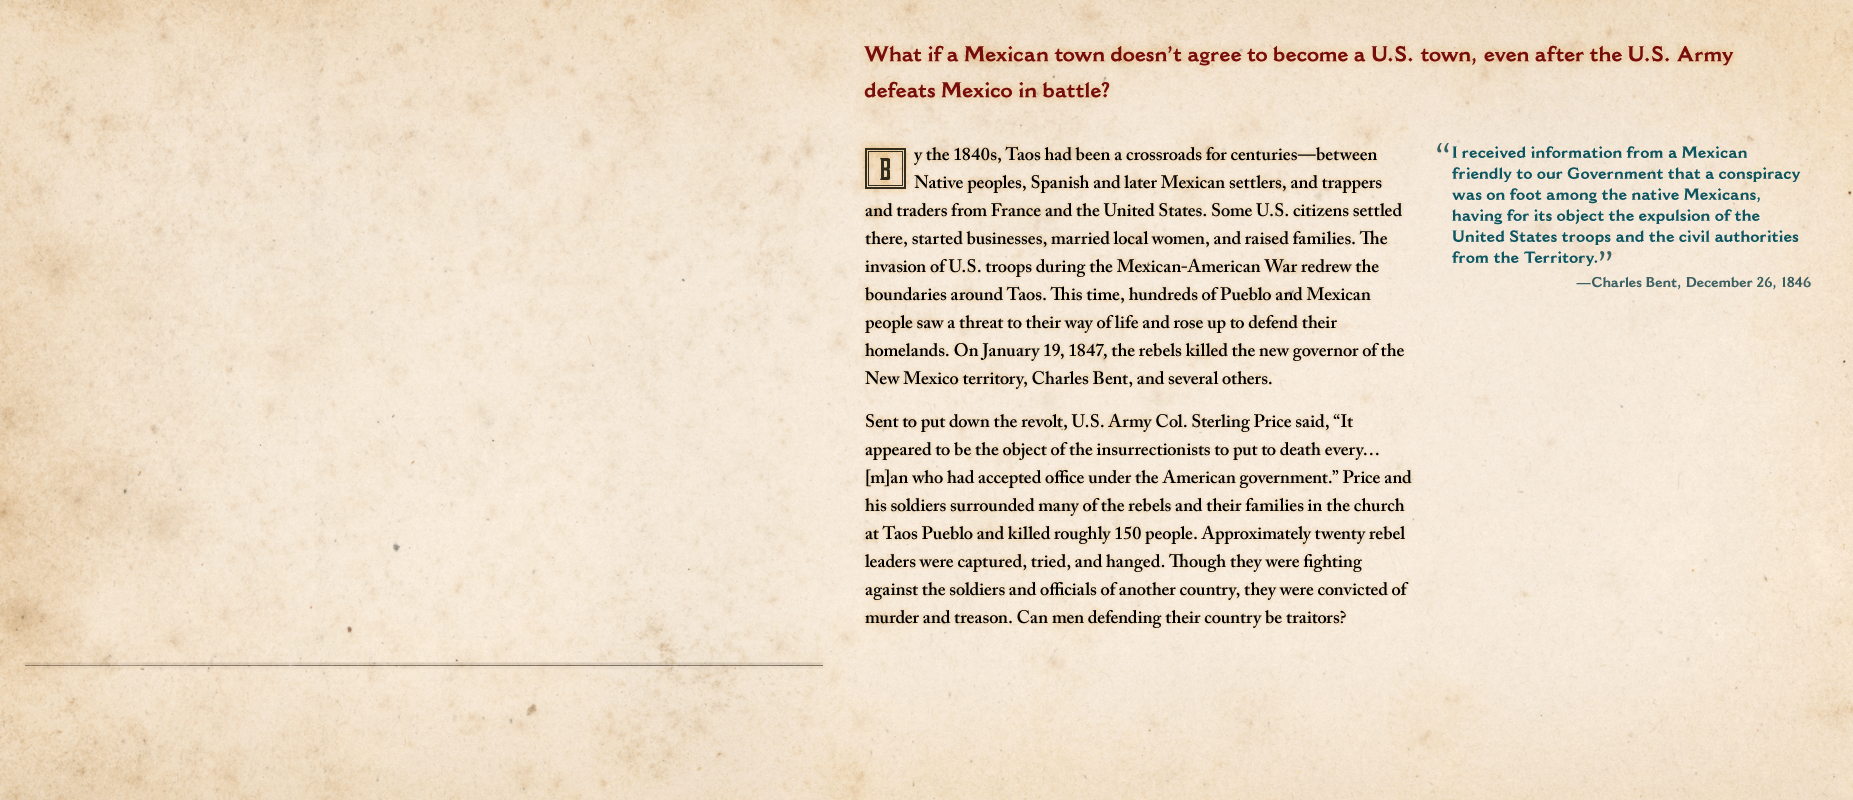 What if a Mexican town doesn't agree to become a U.S. town, even after the U.S. Army
defeats Mexico in battle?
By the 1840s, Taos had been a crossroads for centuries—between
Native peoples, Spanish and later Mexican settlers, and trappers
and traders from France and the United States. Some U.S. citizens settled
there, started businesses, married local women, and raised families. The
invasion of U.S. troops during the Mexican-American War redrew the
boundaries around Taos. This time, hundreds of Pueblo and Mexican
people saw a threat to their way of life and rose up to defend their
homelands. On January 19, 1847, the rebels killed the new governor of the
New Mexico territory, Charles Bent, and several others.
Sent to put down the revolt, U.S. Army Col. Sterling Price said, “It
appeared to be the object of the insurrectionists to put to death every…
[m]an who had accepted office under the American government.” Price and
his soldiers surrounded many of the rebels and their families in the church
at Taos Pueblo and killed roughly 150 people. Approximately twenty rebel
leaders were captured, tried, and hanged. Though they were fighting
against the soldiers and officials of another country, they were convicted of
murder and treason. Can men defending their country be traitors?
“I received information from a Mexican
friendly to our Government that a conspiracy
was on foot among the native Mexicans,
having for its object the expulsion of the
United States troops and the civil authorities
from the Territory.”
—Charles Bent, December 26, 1846